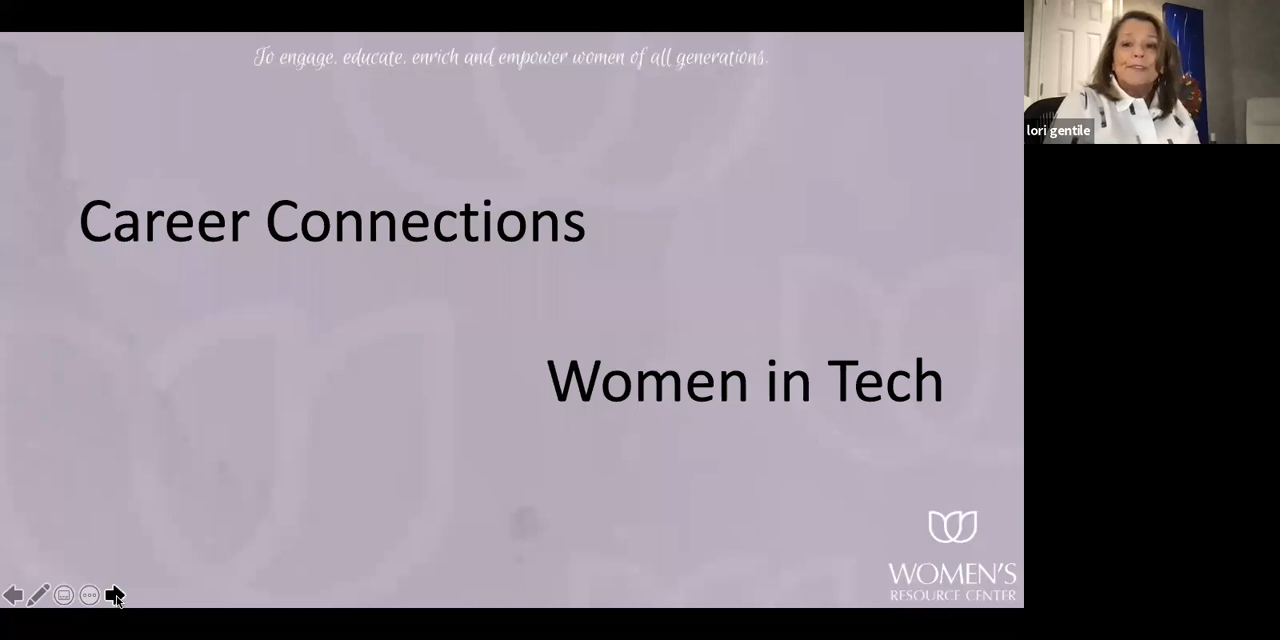 To engage, educate, enrich and empower women of all generations.
lori gentile
Career Connections
Women in Tech
WOMEN'S
RESOURCE CENTER